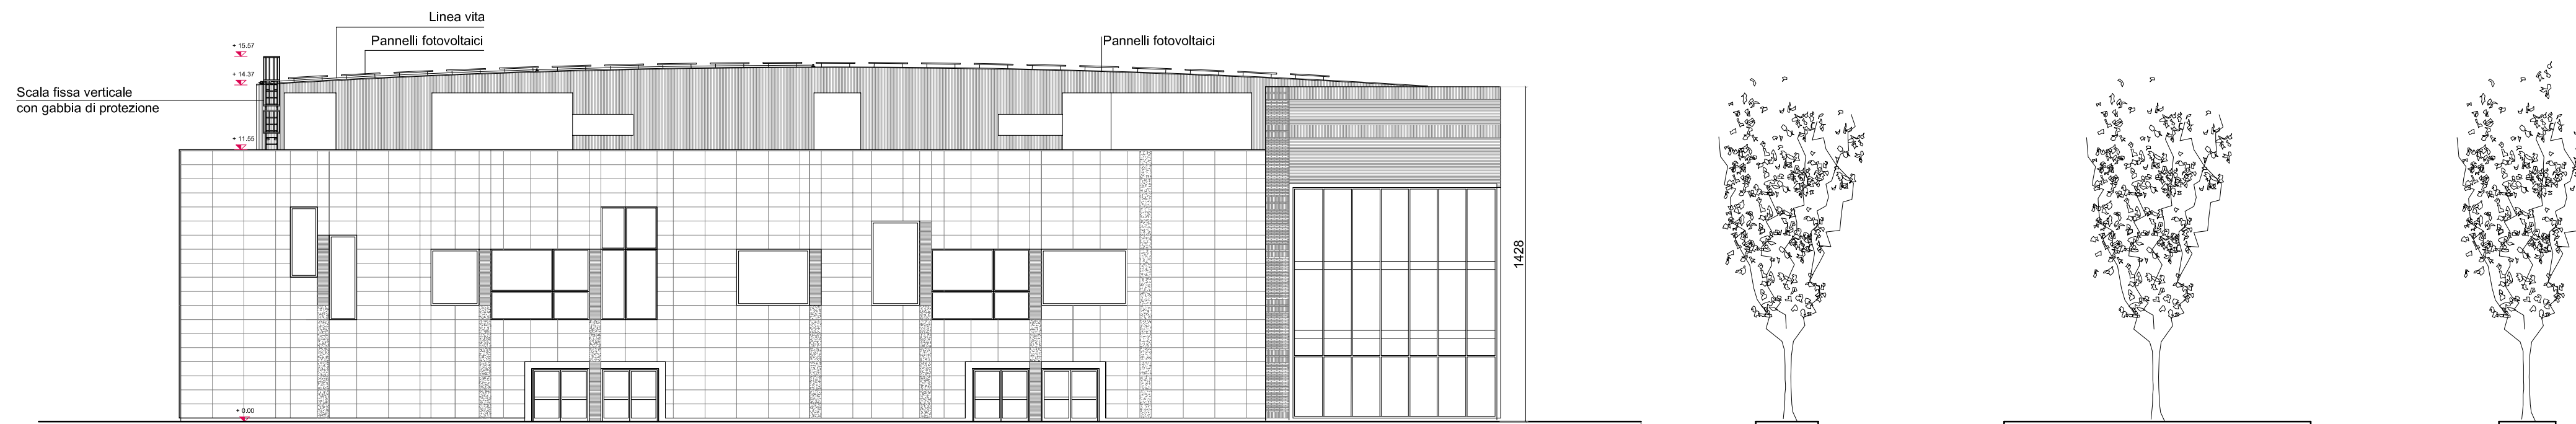 Linea vita
Pannelli fotovoltaici
Pannelli fotovoltaici
+ 15.57
+ 14.37
Scala fissa verticale
con gabbia di protezione
+ 11.55
1428
+ 0.00